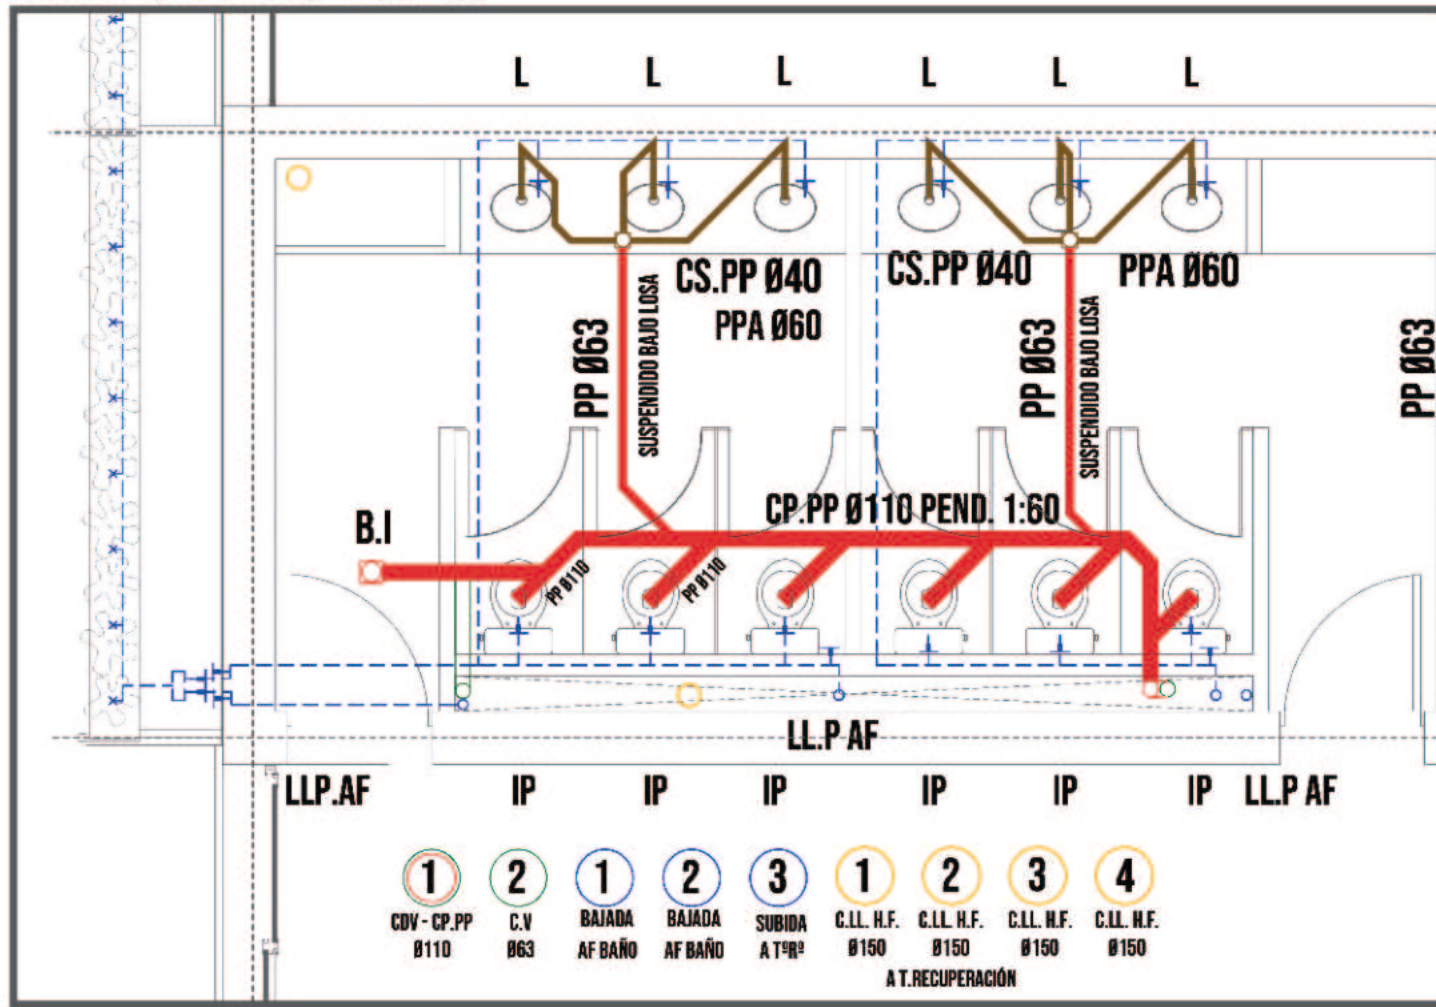 L L L L L L
CS.PP Ø40
PPA Ø60
CS.PP Ø40
PPA Ø60
PP Ø63
SUSPENDIDO BAJO LOSA
PP Ø63
SUSPENDIDO BAJO LOSA
PP Ø63
CP.PP Ø110 PEND. 1:60
B.I
PP Ø110
PP Ø110
LL.P AF
LLP.AF IP IP IP IP IP IP LL.P AF
1 2 1 2 3 1 2 3 4
CDV - CP.PP C.V BAJADA BAJADA SUBIDA C.LL. H.F. C.LL. H.F. C.LL. H.F. C.LL. H.F.
Ø110 Ø63 AF BAÑO AF BAÑO A TºRº Ø150 Ø150 Ø150 Ø150
A T.RECUPERACIÓN